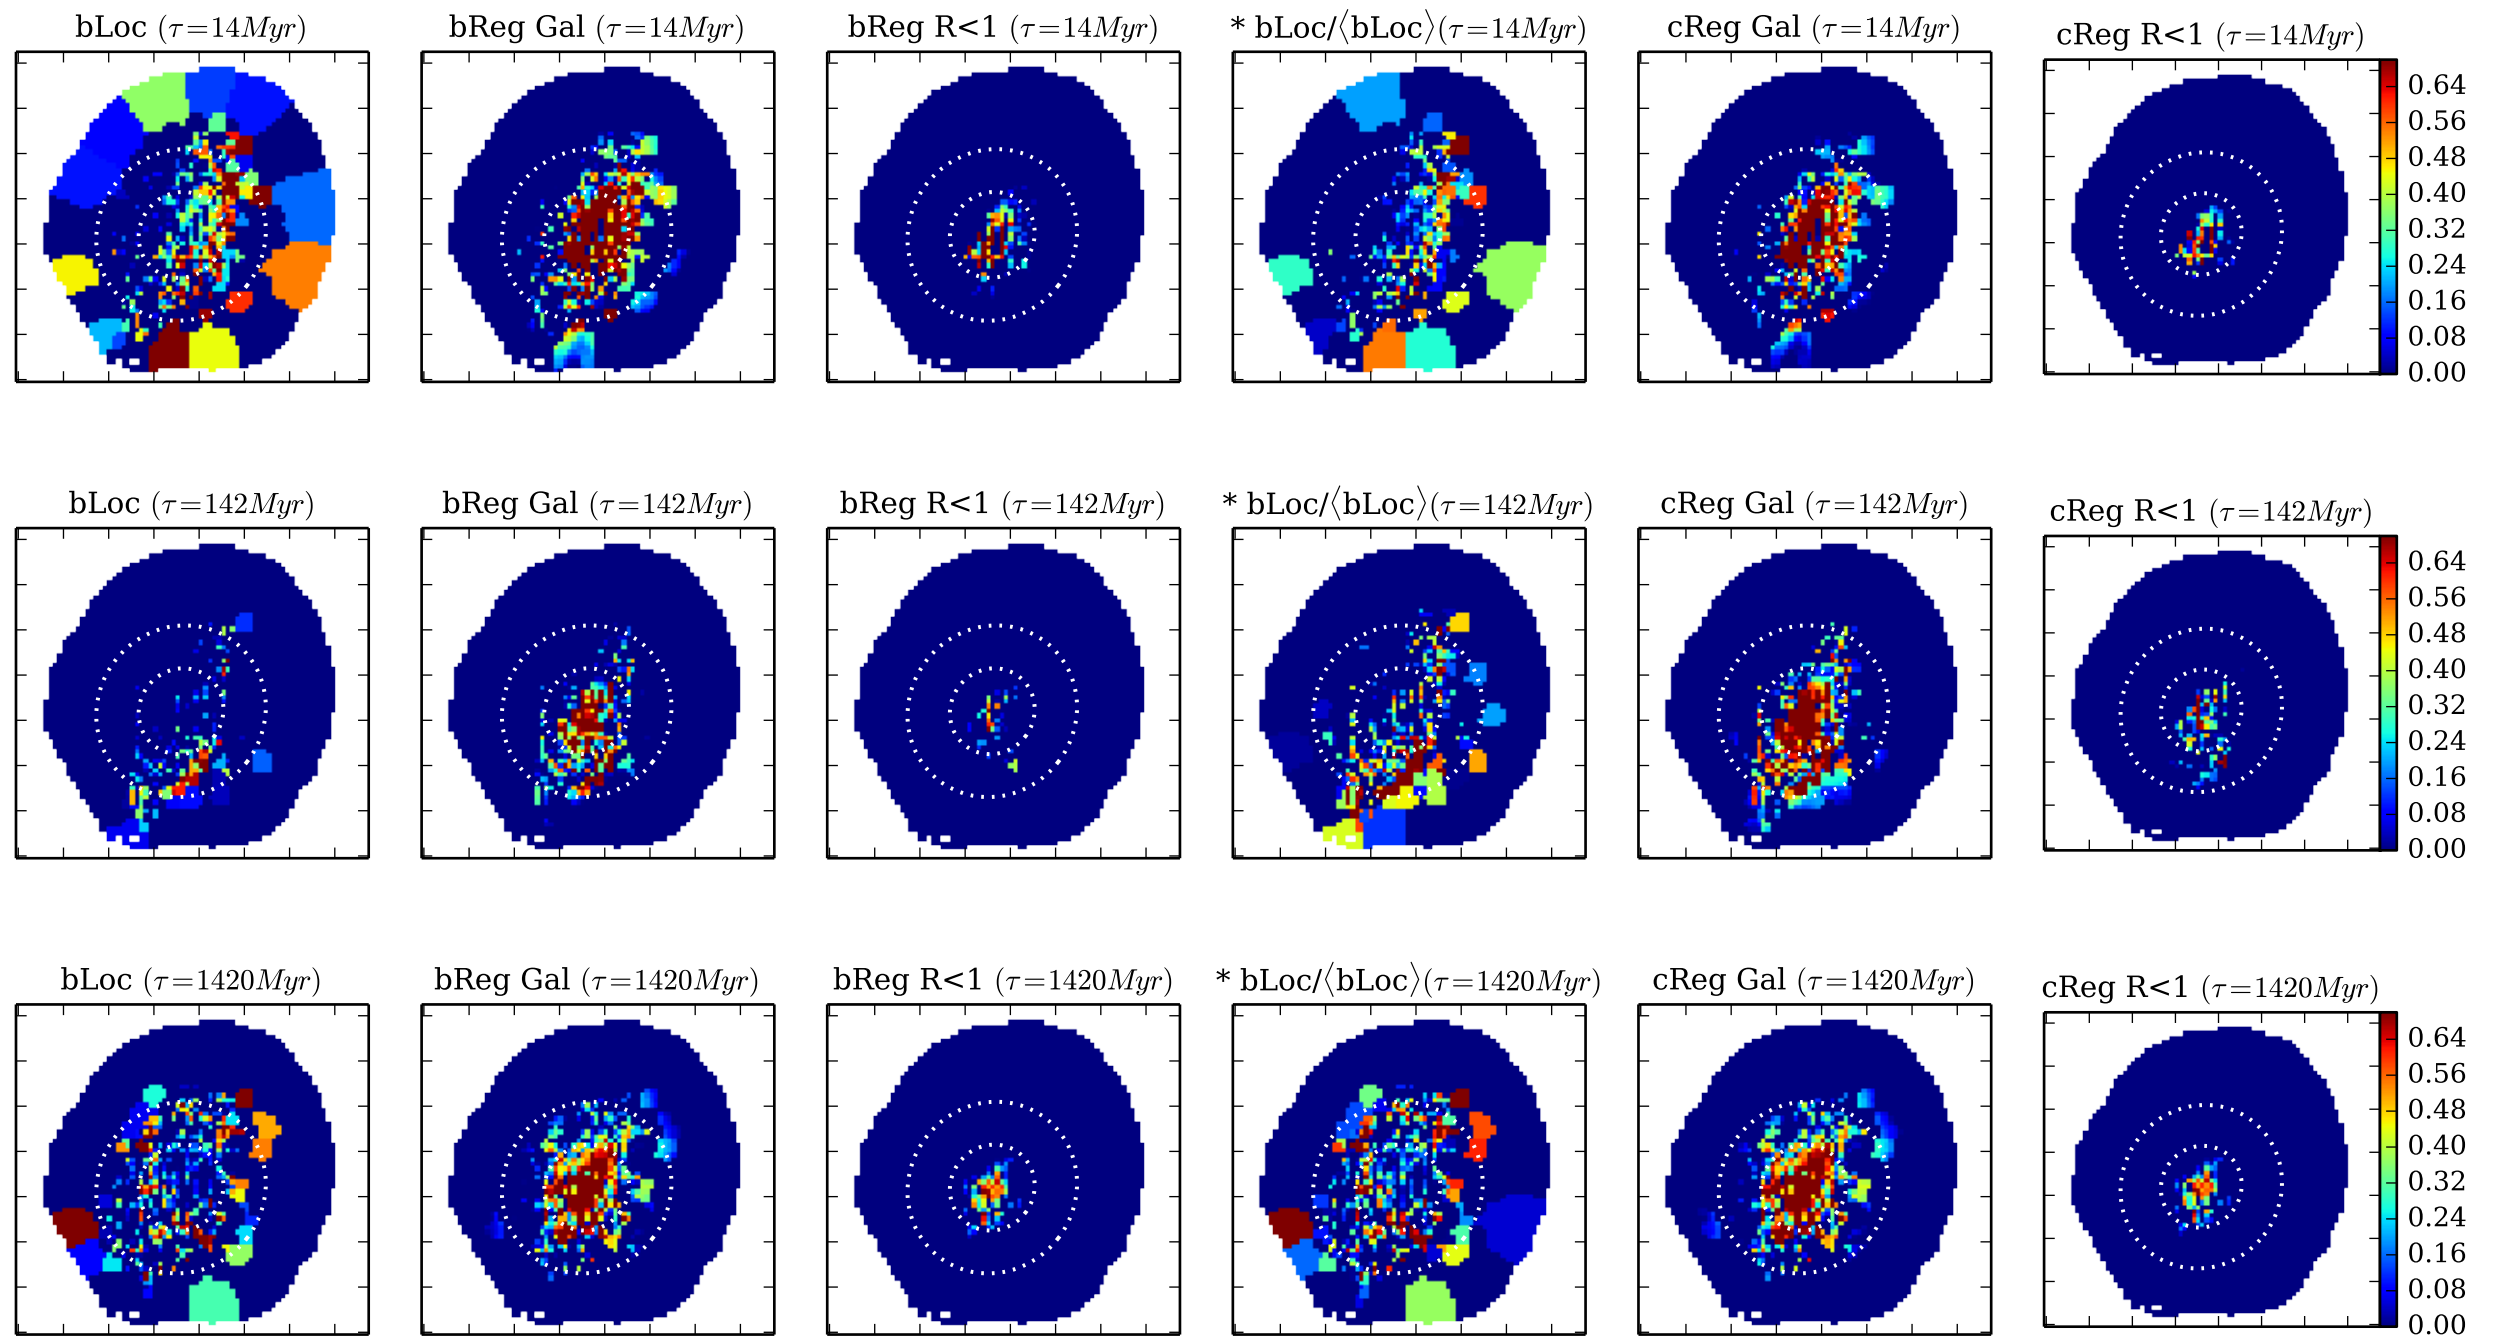 bLoc (τ=14Myr)
bReg Gal (τ=14Myr)
bReg R<1 (τ=14Myr)
* bLoc/⟨bLoc⟩(τ=14Myr)
cReg Gal (τ=14Myr)
cReg R<1 (τ=14Myr)
0.64
0.56
0.48
0.40
0.32
0.24
0.16
0.08
0.00
bLoc (τ=142Myr)
bReg Gal (τ=142Myr)
bReg R<1 (τ=142Myr)
* bLoc/⟨bLoc⟩(τ=142Myr)
cReg Gal (τ=142Myr)
cReg R<1 (τ=142Myr)
0.64
0.56
0.48
0.40
0.32
0.24
0.16
0.08
0.00
bLoc (τ=1420Myr)
bReg Gal (τ=1420Myr)
bReg R<1 (τ=1420Myr)
* bLoc/⟨bLoc⟩(τ=1420Myr)
cReg Gal (τ=1420Myr)
cReg R<1 (τ=1420Myr)
0.64
0.56
0.48
0.40
0.32
0.24
0.16
0.08
0.00